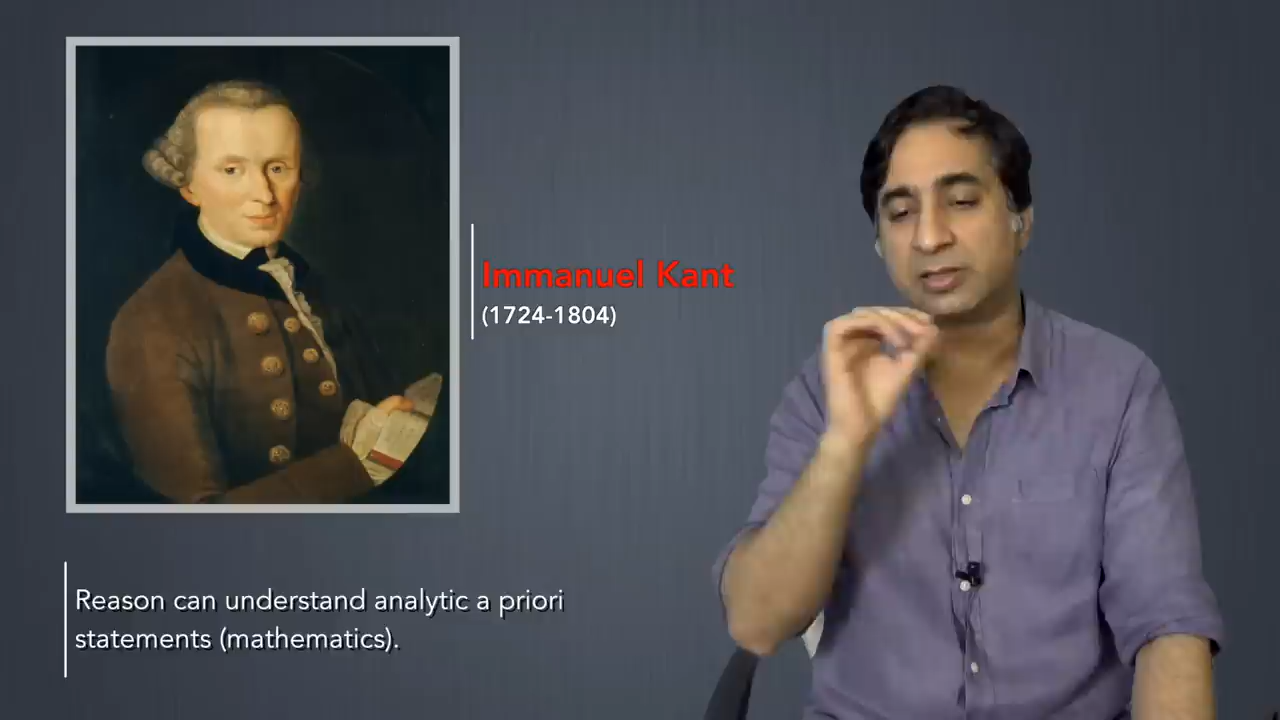 Immanuel Kant
(1724-1804)
Reason can understand analytic a priori
statements (mathematics).